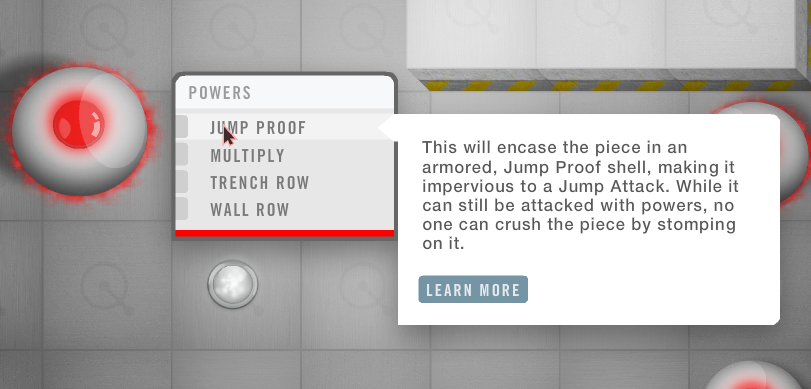 POWERS
JUMP PROOF
MULTIPLY
TRENCH ROW
WALL ROW
This will encase the piece in an
armored, Jump Proof shell, making it
impervious to a Jump Attack. While it
can still be attacked with powers, no
one can crush the piece by stomping
on it.
LEARN MORE